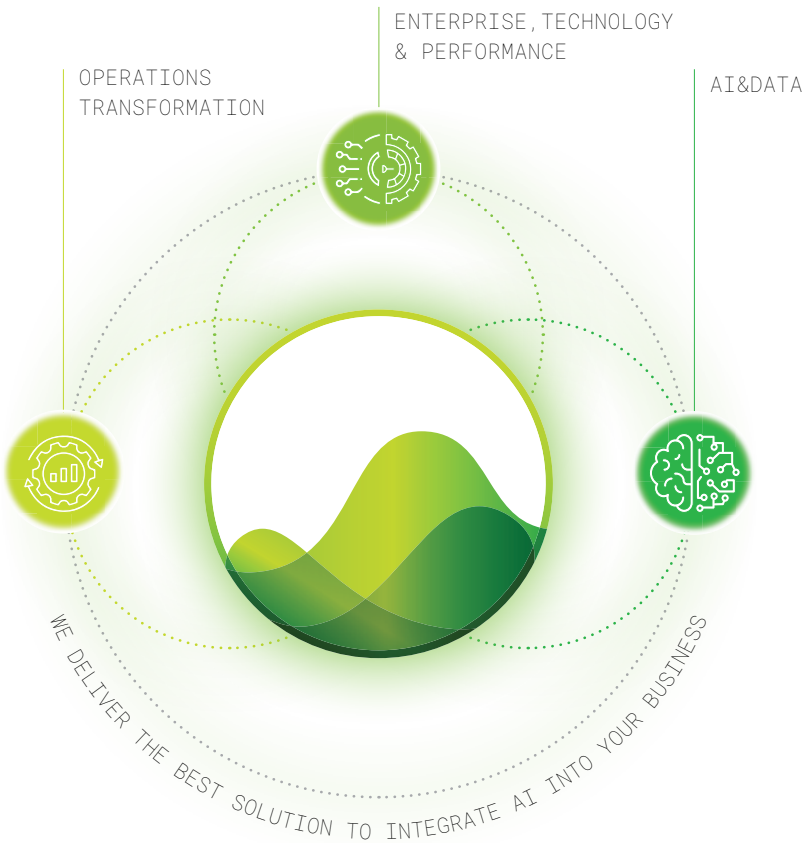 ENTERPRISE, TECHNOLOGY
& PERFORMANCE
OPERATIONS
TRANSFORMATION
AI&DATA
WE DELIVER THE BEST SOLUTION TO INTEGRATE AI INTO YOUR BUSINESS